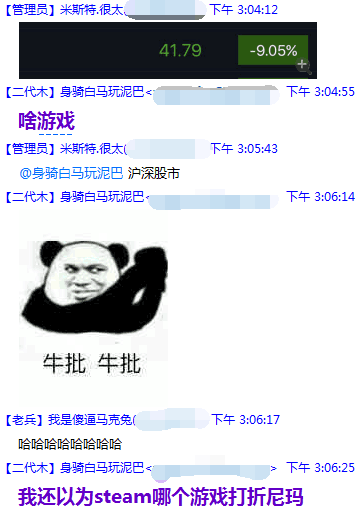 【管理员】米斯特.很太( 下午 3:04:12
41.79 -9.05%
【二代木】身骑白马玩泥巴< 下午 3:04:55
啥游戏
【管理员】米斯特.很太( 下午 3:05:43
@身骑白马玩泥巴 沪深股市
【二代木】身骑白马玩泥巴< 下午 3:06:14
牛批 牛批
【老兵】我是傻逼马克兔( 下午 3:06:17
哈哈哈哈哈哈哈哈
【二代木】身骑白马玩泥巴< > 下午 3:06:25
我还以为steam哪个游戏打折尼玛